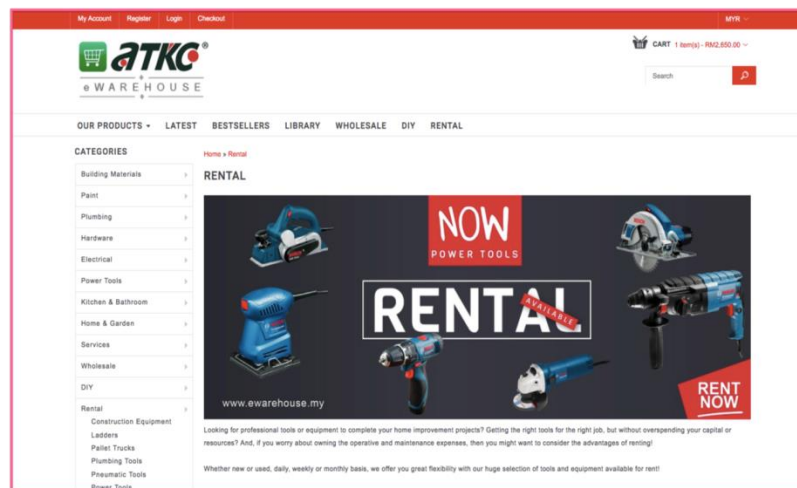 My Account Register Login Checkout MYR
ATKC®
eWAREHOUSE
CART 1 item(s) - RM2,650.00
Search
OUR PRODUCTS LATEST BESTSELLERS LIBRARY WHOLESALE DIY RENTAL
CATEGORIES
Building Materials
Paint
Plumbing
Hardware
Electrical
Power Tools
Kitchen & Bathroom
Home & Garden
Services
Wholesale
DIY
Rental
Construction Equipment
Ladders
Pallet Trucks
Plumbing Tools
Pneumatic Tools
Power Tools
Home » Rental
RENTAL
NOW
POWER TOOLS
RENTAL
AVAILABLE
www.ewarehouse.my
RENT
NOW
Looking for professional tools or equipment to complete your home improvement projects? Getting the right tools for the right job, but without overspending your capital or
resources? And, if you worry about owning the operative and maintenance expenses, then you might want to consider the advantages of renting!
Whether new or used, daily, weekly or monthly basis, we offer you great flexibility with our huge selection of tools and equipment available for rent!